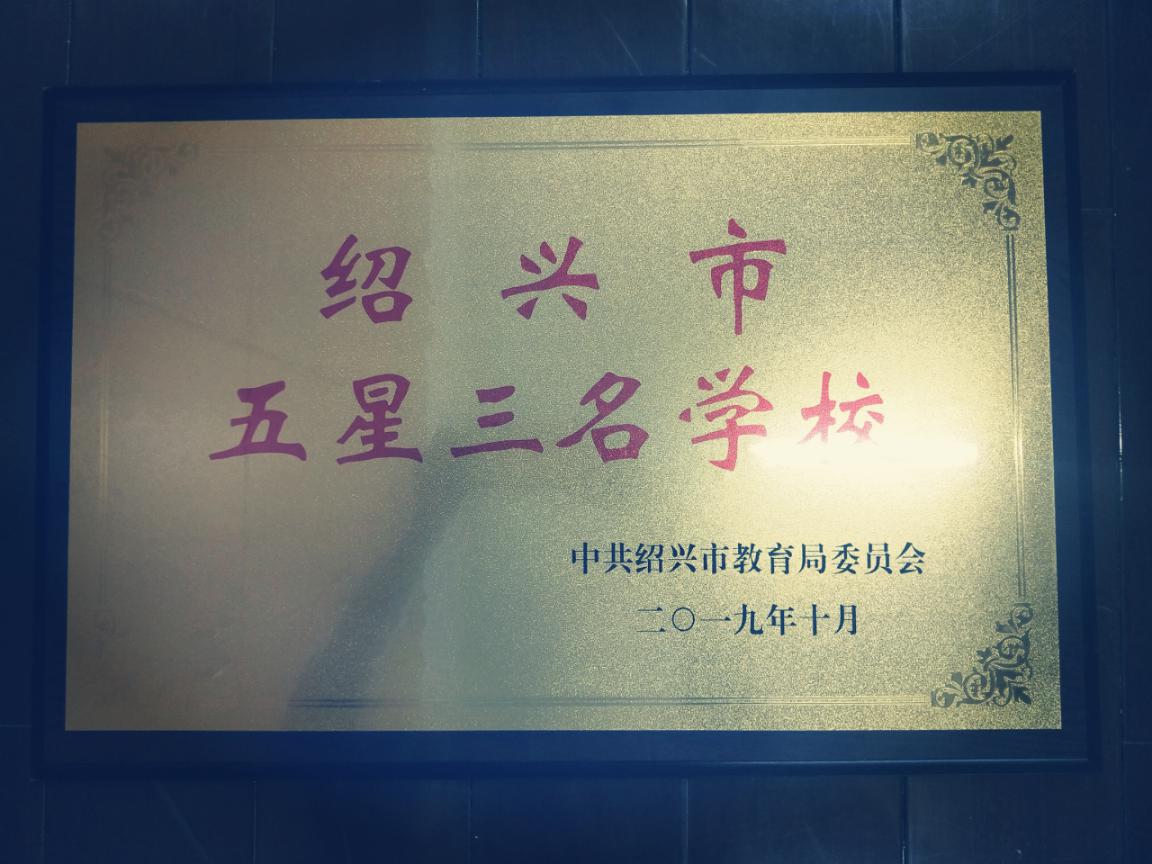 绍兴市
五星三名学校
中共绍兴市教育局委员会
二〇一九年十月